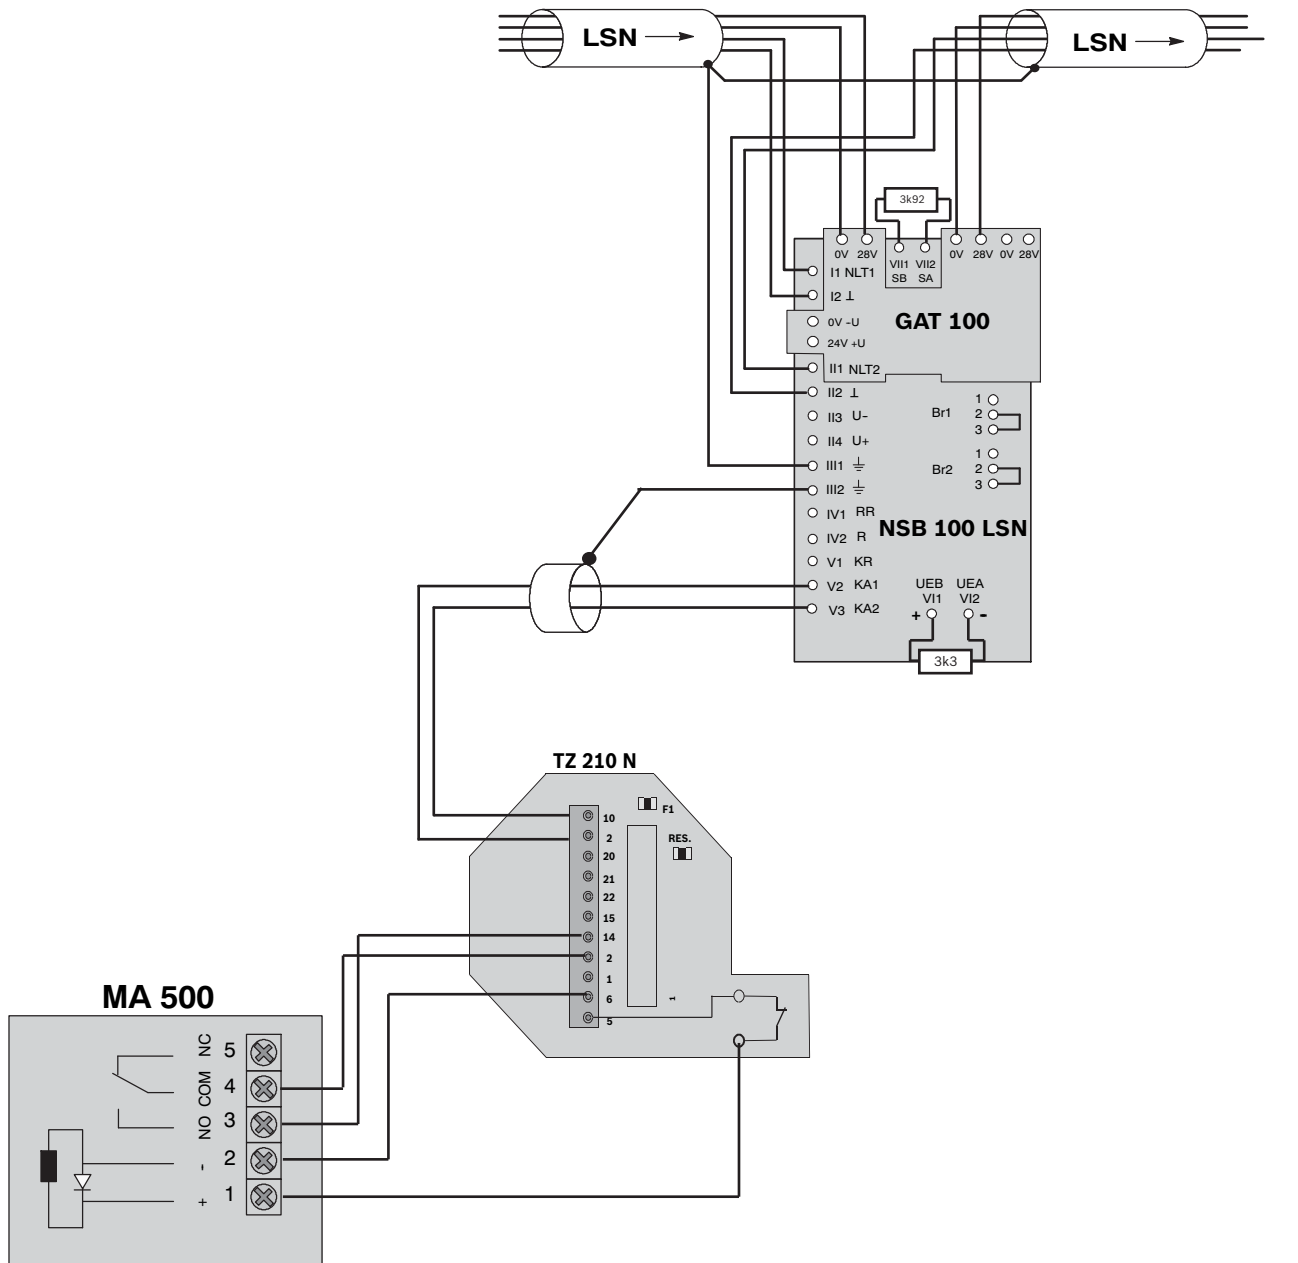 LSN
LSN
3k92
0V 28V
VII1 VII2
SB SA
0V 28V 0V 28V
I1 NLT1
I2 ⊥
0V -U
24V +U
GAT 100
II1 NLT2
II2 ⊥
II3 U-
II4 U+
III1
III2
IV1 RR
IV2 R
V1 KR
V2 KA1
V3 KA2
Br1
1
2
3
Br2
1
2
3
NSB 100 LSN
UEB UEA
VI1 VI2
+ -
3k3
TZ 210 N
F1
RES.
10
2
20
21
22
15
14
2
1
6
5
1
MA 500
NC 5
COM 4
NO 3
- 2
+ 1